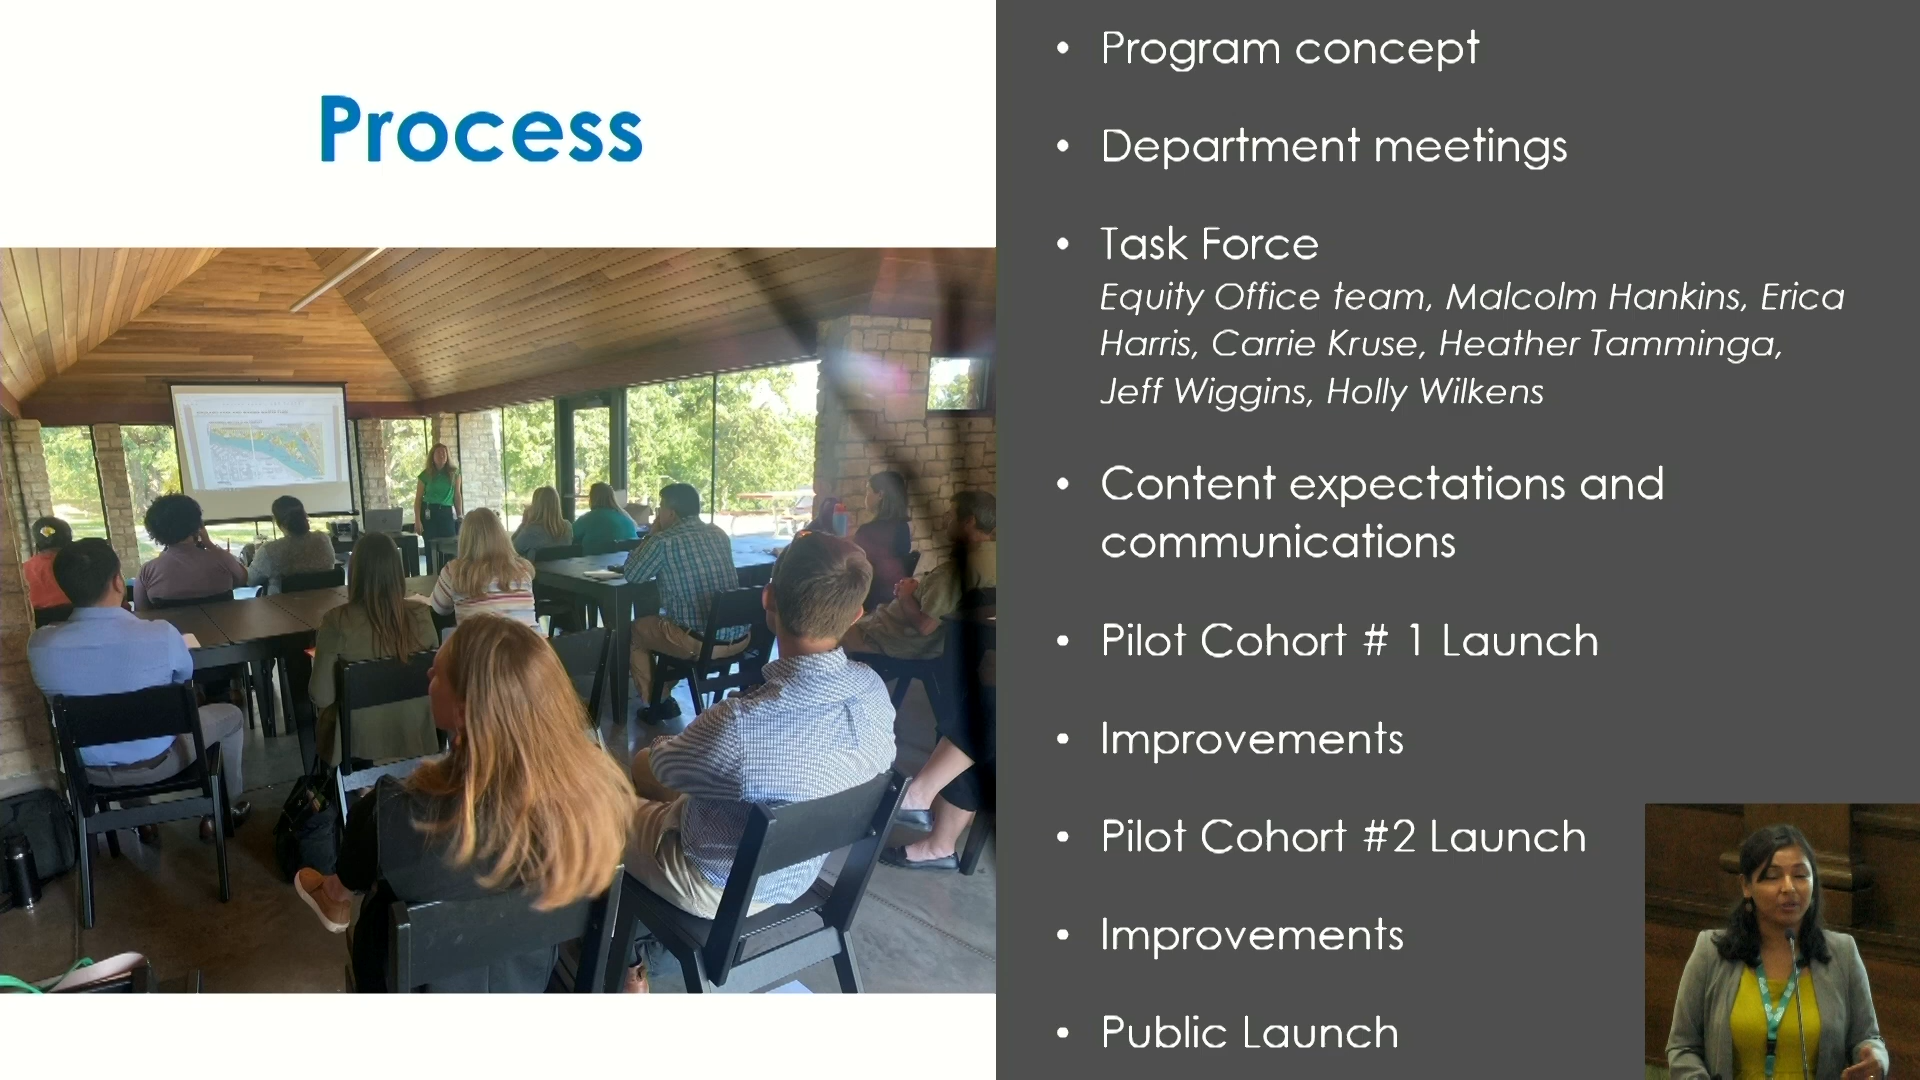 Process
• Program concept
• Department meetings
• Task Force
Equity Office team, Malcolm Hankins, Erica
Harris, Carrie Kruse, Heather Tamminga,
Jeff Wiggins, Holly Wilkens
• Content expectations and
communications
• Pilot Cohort # 1 Launch
• Improvements
• Pilot Cohort #2 Launch
• Improvements
• Public Launch